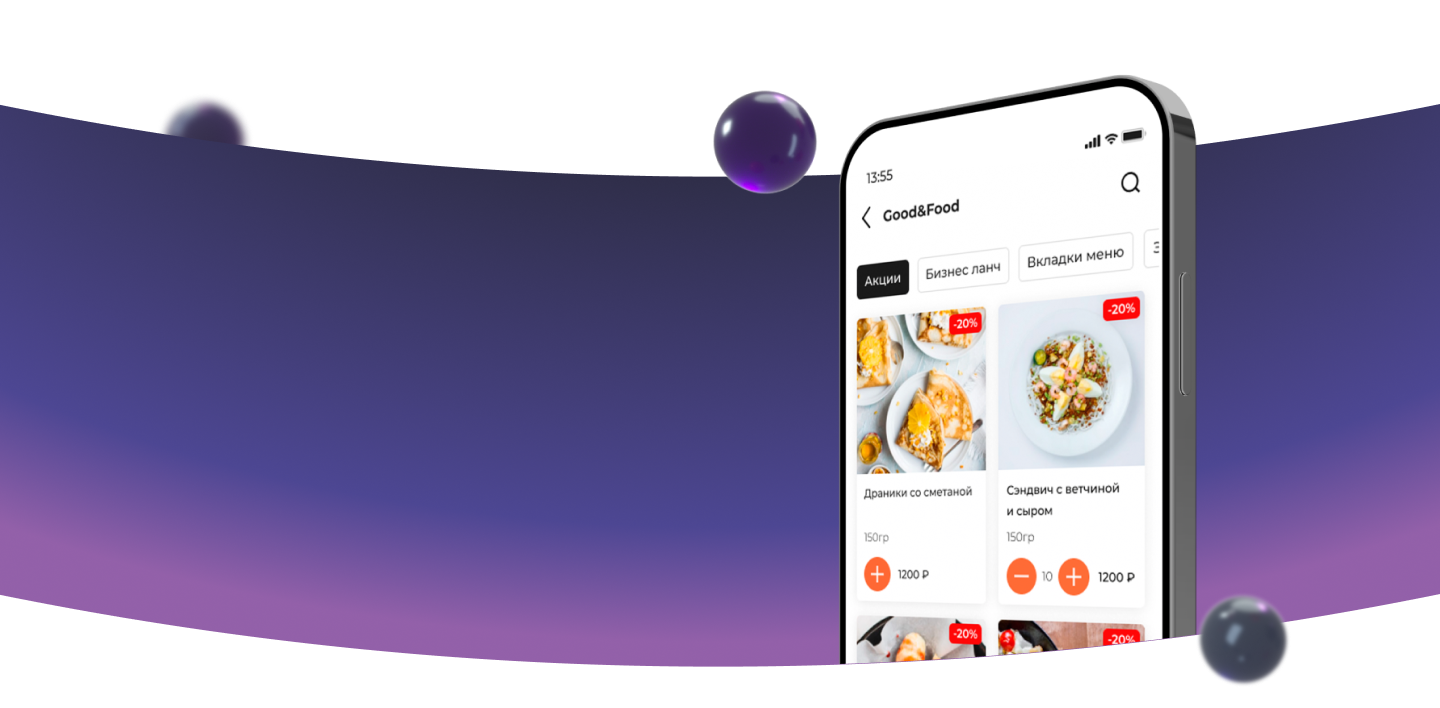 13:55
Good&Food
Акции
Бизнес ланч
Вкладки меню
-20%
-20%
Драники со сметаной
Сэндвич с ветчиной
и сыром
150гр
150гр
1200 ₽
10
1200 ₽
-20%
-20%